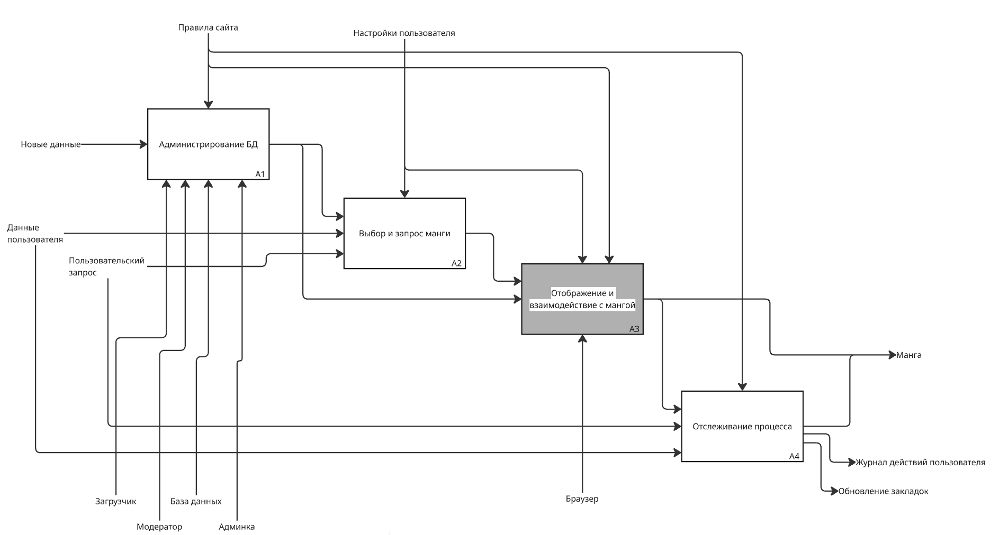 Правила сайта
Настройки пользователя
Новые данные
Администрирование БД
A1
Данные
пользователя
Выбор и запрос манги
A2
Пользовательский
запрос
Отображение и
взаимодействие с мангой
A3
Манга
Отслеживание процесса
A4
Журнал действий пользователя
Обновление закладок
Загрузчик
База данных
Браузер
Модератор
Админка